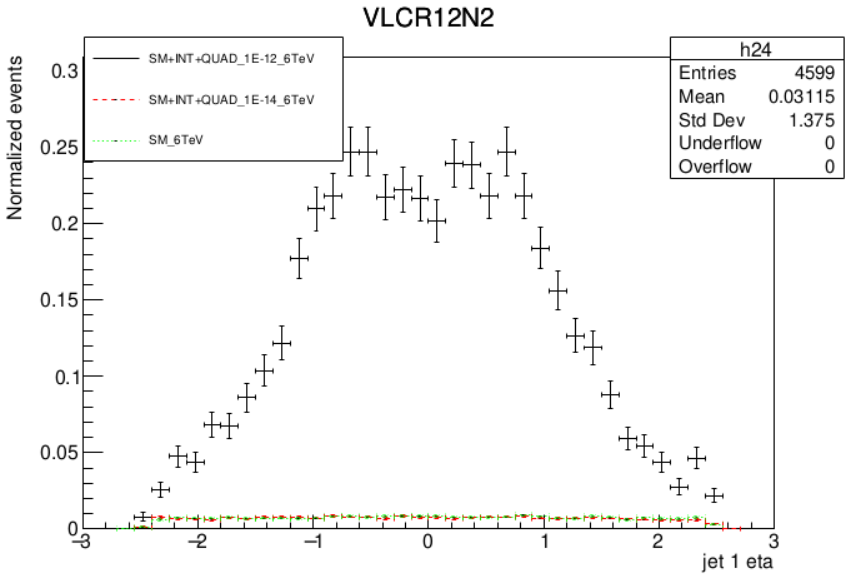 VLCR12N2
SM+INT+QUAD_1E-12_6TeV
SM+INT+QUAD_1E-14_6TeV
SM_6TeV
h24
Entries 4599
Mean 0.03115
Std Dev 1.375
Underflow 0
Overflow 0
Normalized events
0.3
0.25
0.2
0.15
0.1
0.05
0
−3 −2 −1 0 1 2 3
jet 1 eta